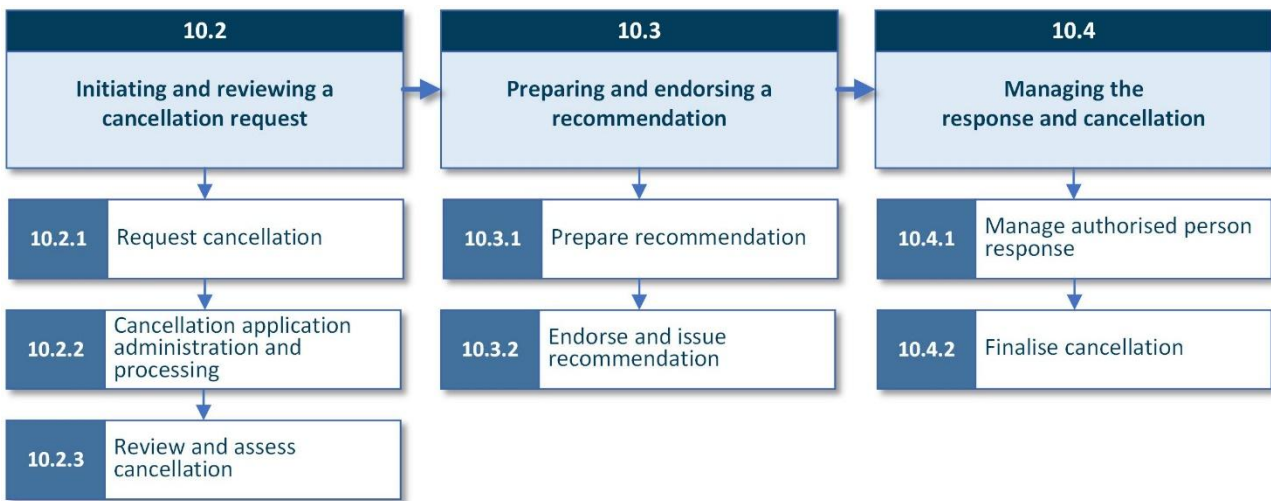 10.2
Initiating and reviewing a
cancellation request
10.2.1
Request cancellation
10.2.2
Cancellation application
administration and
processing
10.2.3
Review and assess
cancellation
10.3
Preparing and endorsing a
recommendation
10.3.1
Prepare recommendation
10.3.2
Endorse and issue
recommendation
10.4
Managing the
response and cancellation
10.4.1
Manage authorised person
response
10.4.2
Finalise cancellation